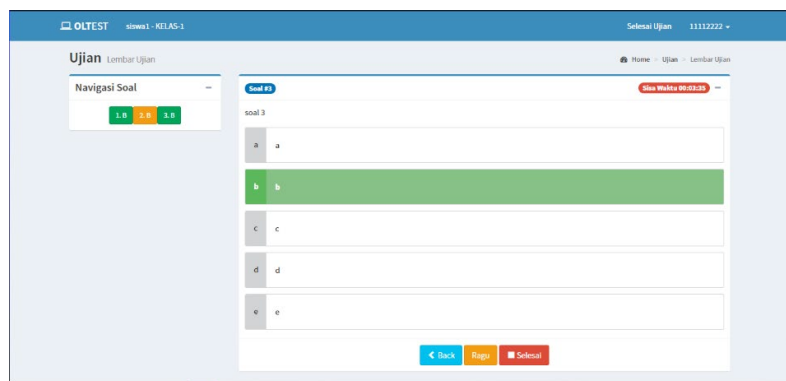 OLTEST siswa1 - KELAS-1 Selesai Ujian 11112222
Ujian Lembar Ujian Home Ujian Lembar Ujian
Navigasi Soal
1. B 2. B 3. B
Soal #3 Sisa Waktu 00:03:35
soal 3
a a
b b
c c
d d
e e
Back Ragu Selesai